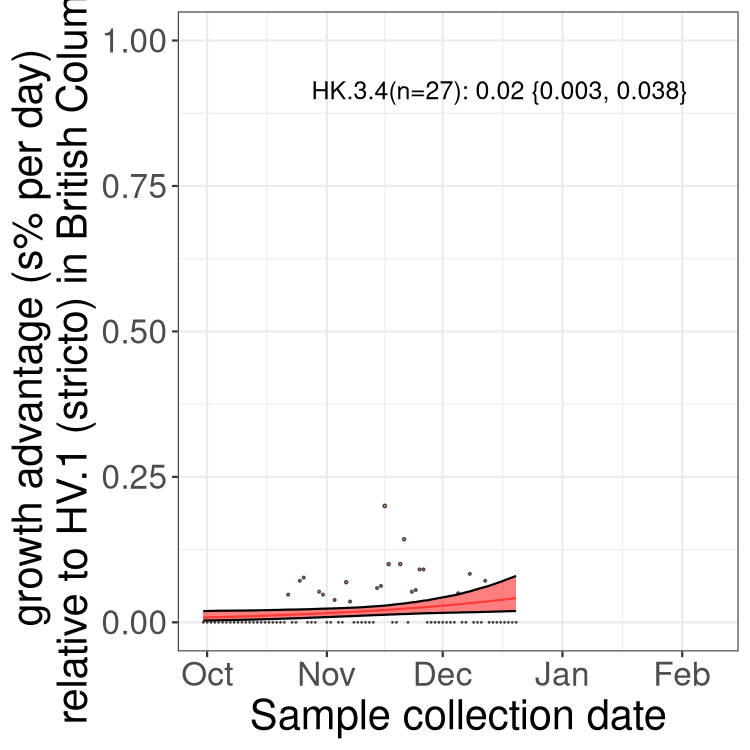 growth advantage (s% per day)
relative to HV.1 (stricto) in British Colum
1.00
0.75
0.50
0.25
0.00
HK.3.4(n=27): 0.02 {0.003, 0.038}
Oct Nov Dec Jan Feb
Sample collection date